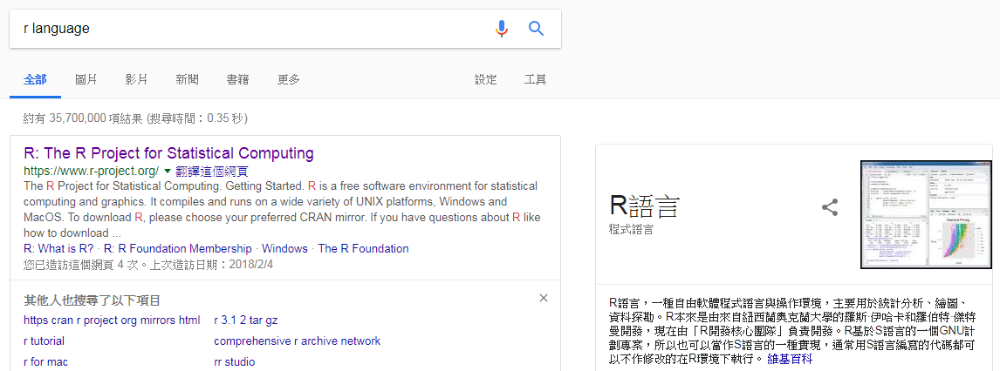 r language
全部 圖片 影片 新聞 書籍 更多 設定 工具
約有 35,700,000 項結果 (搜尋時間：0.35 秒)
R: The R Project for Statistical Computing
https://www.r-project.org/ 翻譯這個網頁
The R Project for Statistical Computing. Getting Started. R is a free software environment for statistical
computing and graphics. It compiles and runs on a wide variety of UNIX platforms, Windows and
MacOS. To download R, please choose your preferred CRAN mirror. If you have questions about R like
how to download ...
R: What is R? · R: R Foundation Membership · Windows · The R Foundation
您已造訪這個網頁 4 次。上次造訪日期：2018/2/4
其他人也搜尋了以下項目
https cran r project org mirrors html r 3.1 2 tar gz
r tutorial comprehensive r archive network
r for mac rr studio
R語言
程式語言
R語言，一種自由軟體程式語言與操作環境，主要用於統計分析、繪圖、
資料探勘。R本來是由來自紐西蘭奧克蘭大學的羅斯·伊哈卡和羅伯特·傑特
曼開發，現在由「R開發核心團隊」負責開發。R基於S語言的一個GNU計
劃專案，所以也可以當作S語言的一種實現，通常用S語言編寫的代碼都可
以不作修改的在R環境下執行。 維基百科